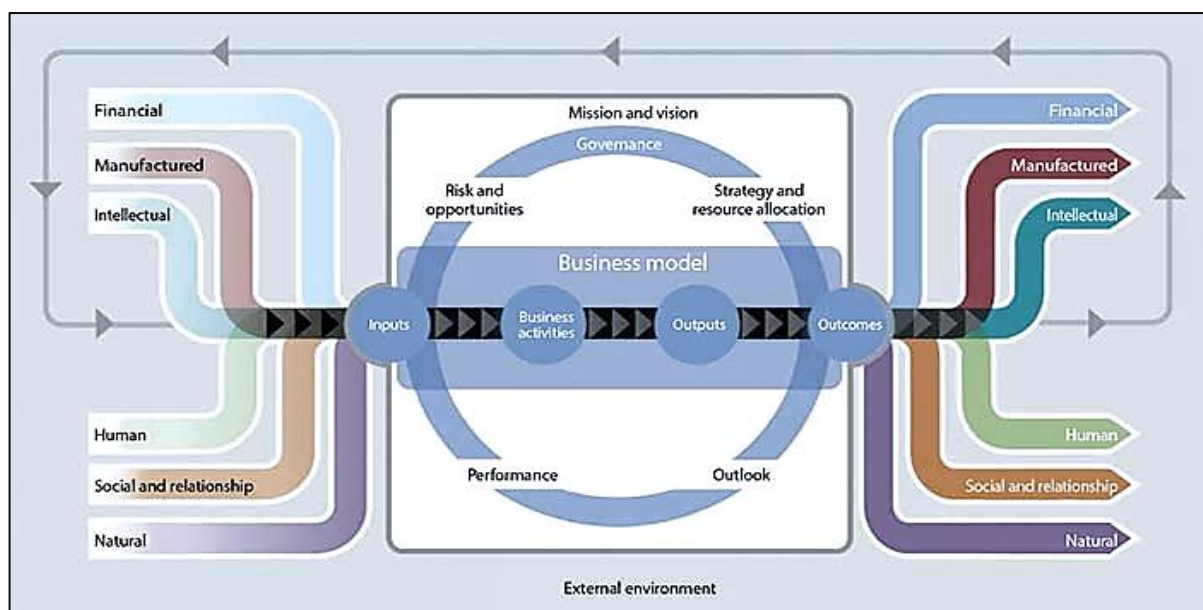 Financial
Manufactured
Intellectual
Human
Social and relationship
Natural
Mission and vision
Governance
Risk and
opportunities
Strategy and
resource allocation
Business model
Inputs
Business
activities
Outputs
Outcomes
Performance
Outlook
Financial
Manufactured
Intellectual
Human
Social and relationship
Natural
External environment